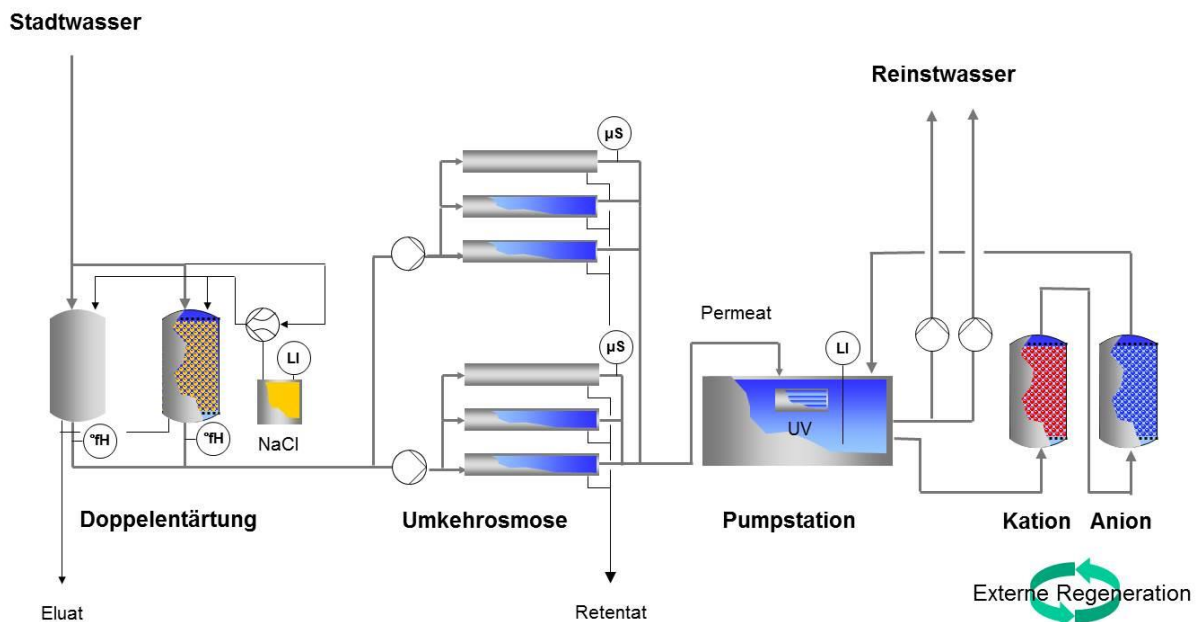 Stadtwasser
Reinstwasser
µS
Permeat
LI
µS
LI
°fH
°fH
NaCl
UV
Doppelentärtung
Umkehrosmose
Pumpstation
Kation
Anion
Externe Regeneration
Eluat
Retentat